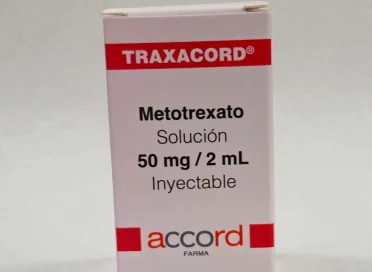 TRAXACORD®
Metotrexato
Solución
50 mg / 2 mL
Inyectable
accord
FARMA